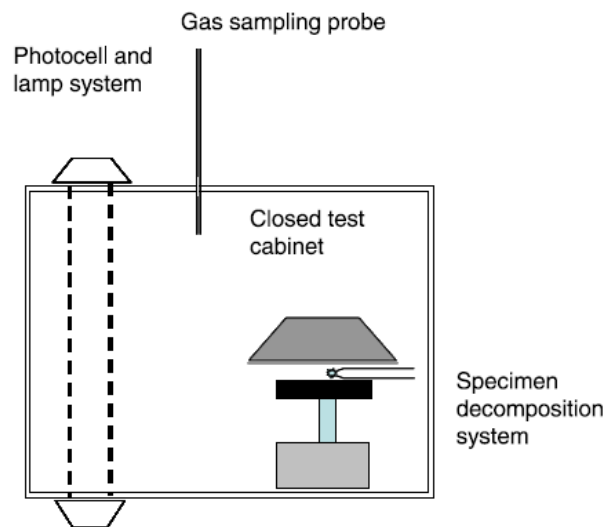 Gas sampling probe
Photocell and
lamp system
Closed test
cabinet
Specimen
decomposition
system